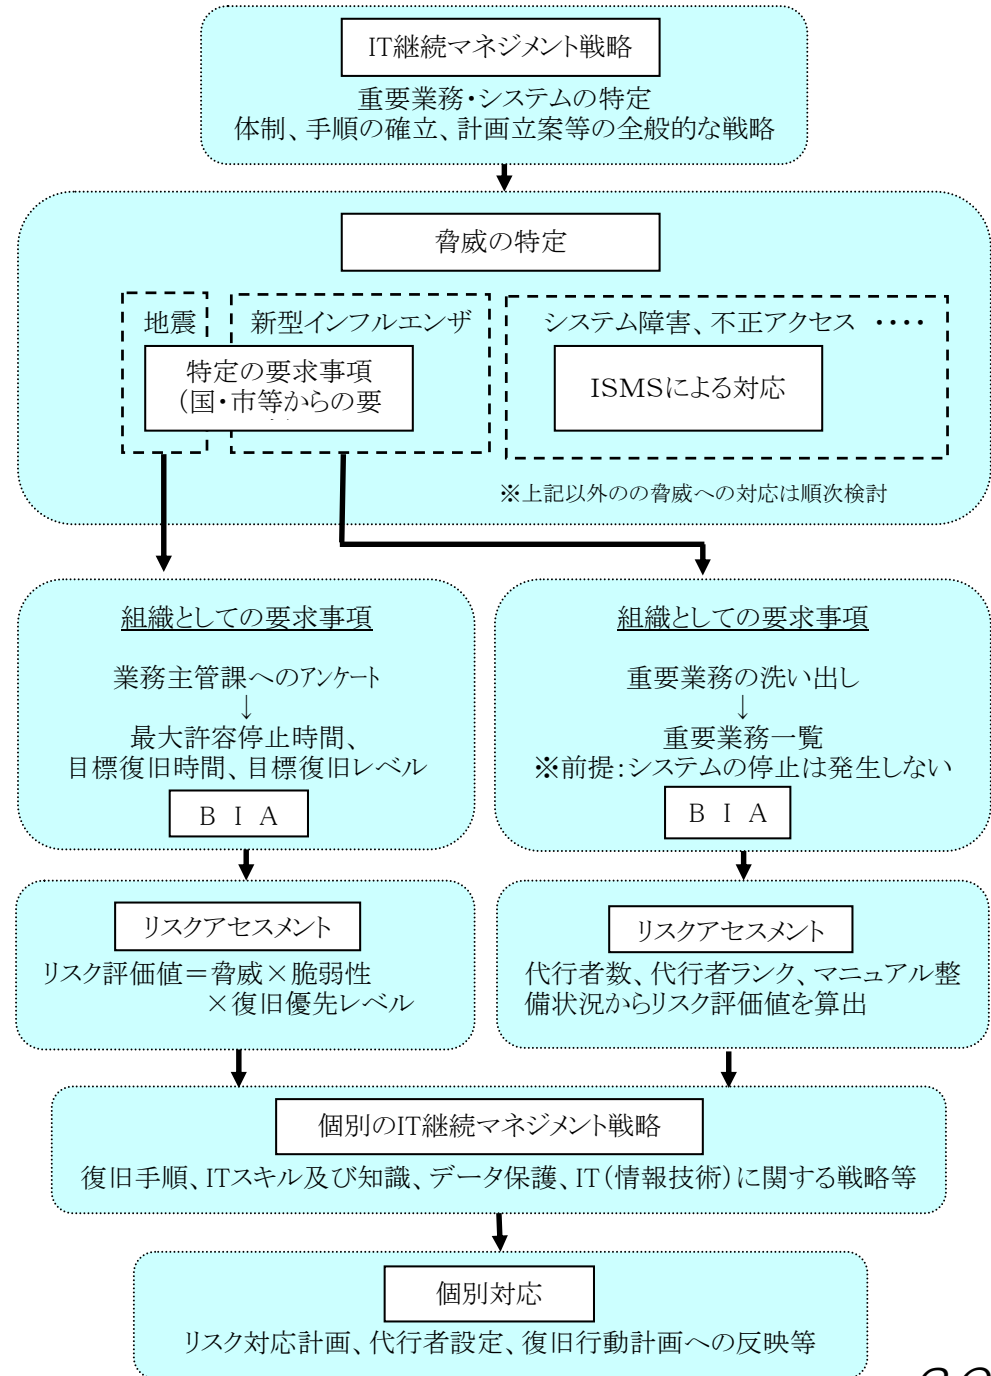 IT継続マネジメント戦略
重要業務・システムの特定
体制、手順の確立、計画立案等の全般的な戦略
脅威の特定
地震
新型インフルエンザ
システム障害、不正アクセス ‥‥
特定の要求事項
(国・市等からの要
ISMSによる対応
※上記以外のの脅威への対応は順次検討
組織としての要求事項
業務主管課へのアンケート
↓
最大許容停止時間、
目標復旧時間、目標復旧レベル
B I A
組織としての要求事項
重要業務の洗い出し
↓
重要業務一覧
※前提：システムの停止は発生しない
B I A
リスクアセスメント
リスク評価値＝脅威×脆弱性
×復旧優先レベル
リスクアセスメント
代行者数、代行者ランク、マニュアル整
備状況からリスク評価値を算出
個別のIT継続マネジメント戦略
復旧手順、ITスキル及び知識、データ保護、IT(情報技術)に関する戦略等
個別対応
リスク対応計画、代行者設定、復旧行動計画への反映等